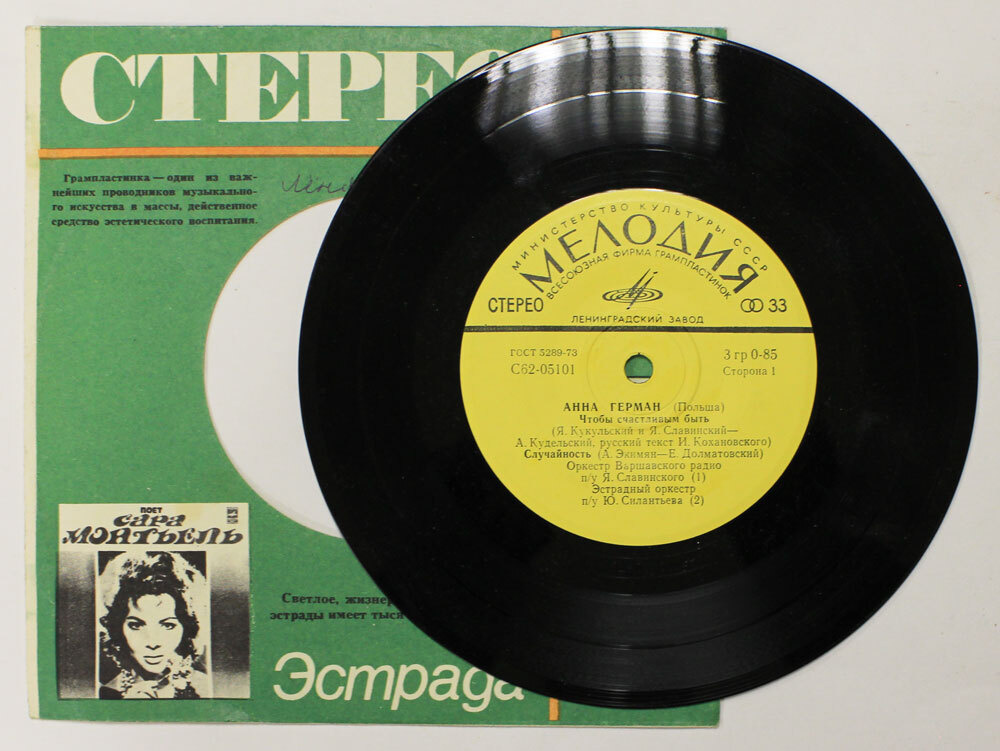 СТЕРЕО
Грампластинка — один из важ-
нейших проводников музыкально-
го искусства в массы, действенное
средство эстетического воспитания.
ПОЕТ
САРА
МОНТЬЕЛЬ
Светлое,
эстрады имеет
Эстрада
МИНИСТЕРСТВО КУЛЬТУРЫ СССР
МЕЛОДИЯ
ВСЕСОЮЗНАЯ ФИРМА ГРАМПЛАСТИНОК
СТЕРЕО
33
ЛЕНИНГРАДСКИЙ ЗАВОД
ГОСТ 5289-73
С62-05101
3 гр 0-85
Сторона 1
АННА ГЕРМАН (Польша)
Чтобы счастливым быть
(Я. Кукульский и Я. Славинский—
А. Кудельский, русский текст И. Кохановского)
Случайность (А. Экимян—Е. Долматовский)
Оркестр Варшавского радио
п/у Я. Славинского (1)
Эстрадный оркестр
п/у Ю. Силантьева (2)